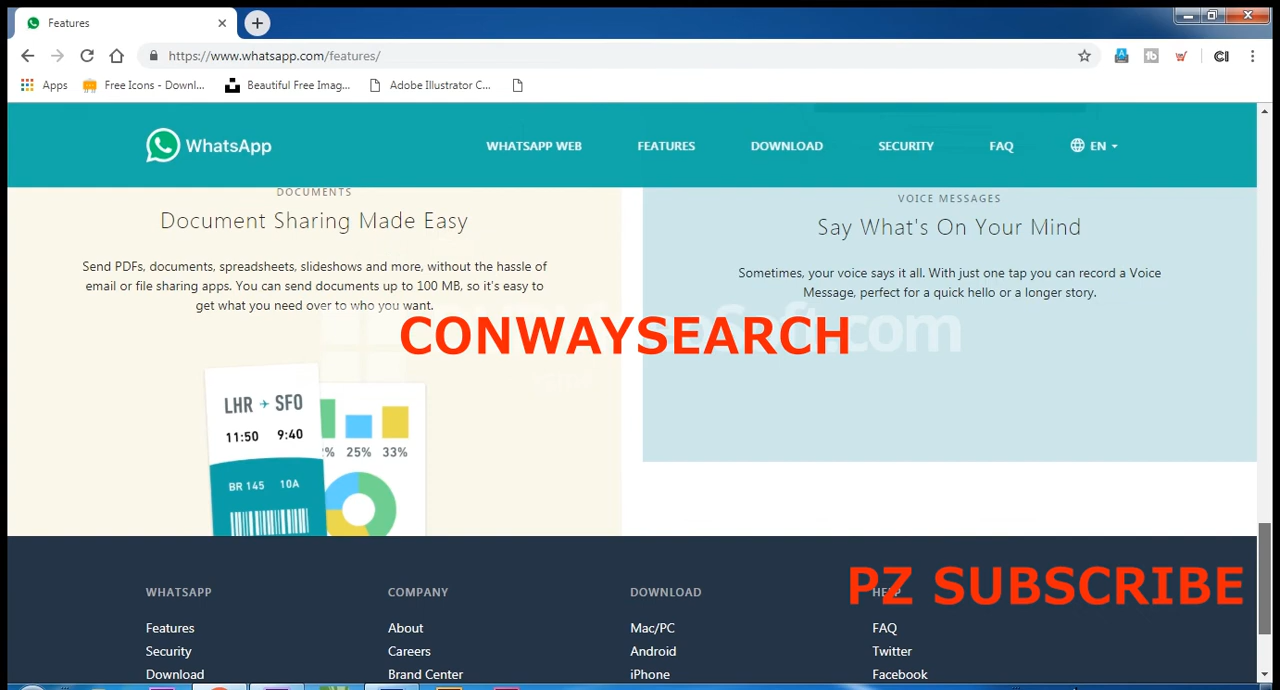 Features
https://www.whatsapp.com/features/
Apps
Free Icons - Downl...
Beautiful Free Imag...
Adobe Illustrator C...
WhatsApp
WHATSAPP WEB
FEATURES
DOWNLOAD
SECURITY
FAQ
EN
DOCUMENTS
Document Sharing Made Easy
Send PDFs, documents, spreadsheets, slideshows and more, without the hassle of
email or file sharing apps. You can send documents up to 100 MB, so it's easy to
get what you need over to who you want.
VOICE MESSAGES
Say What's On Your Mind
Sometimes, your voice says it all. With just one tap you can record a Voice
Message, perfect for a quick hello or a longer story.
CONWAYSEARCH
LHR SFO
11:50 9:40
BR 145 10A
25% 33%
PZ SUBSCRIBE
WHATSAPP
Features
Security
Download
COMPANY
About
Careers
Brand Center
DOWNLOAD
Mac/PC
Android
iPhone
HELP
FAQ
Twitter
Facebook